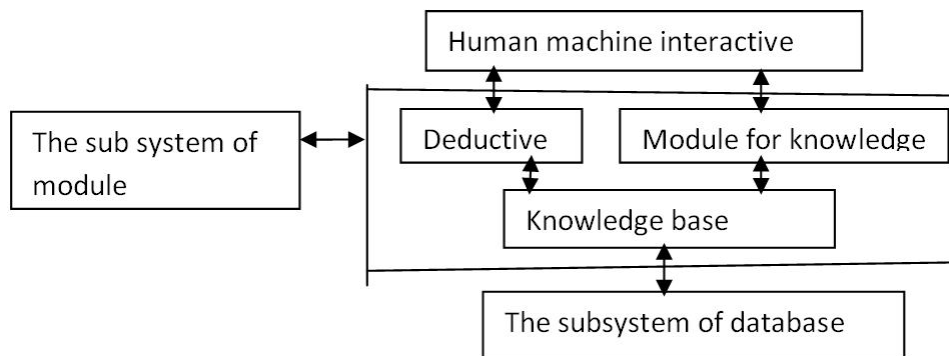 Human machine interactive
The sub system of
module
Deductive
Module for knowledge
Knowledge base
The subsystem of database